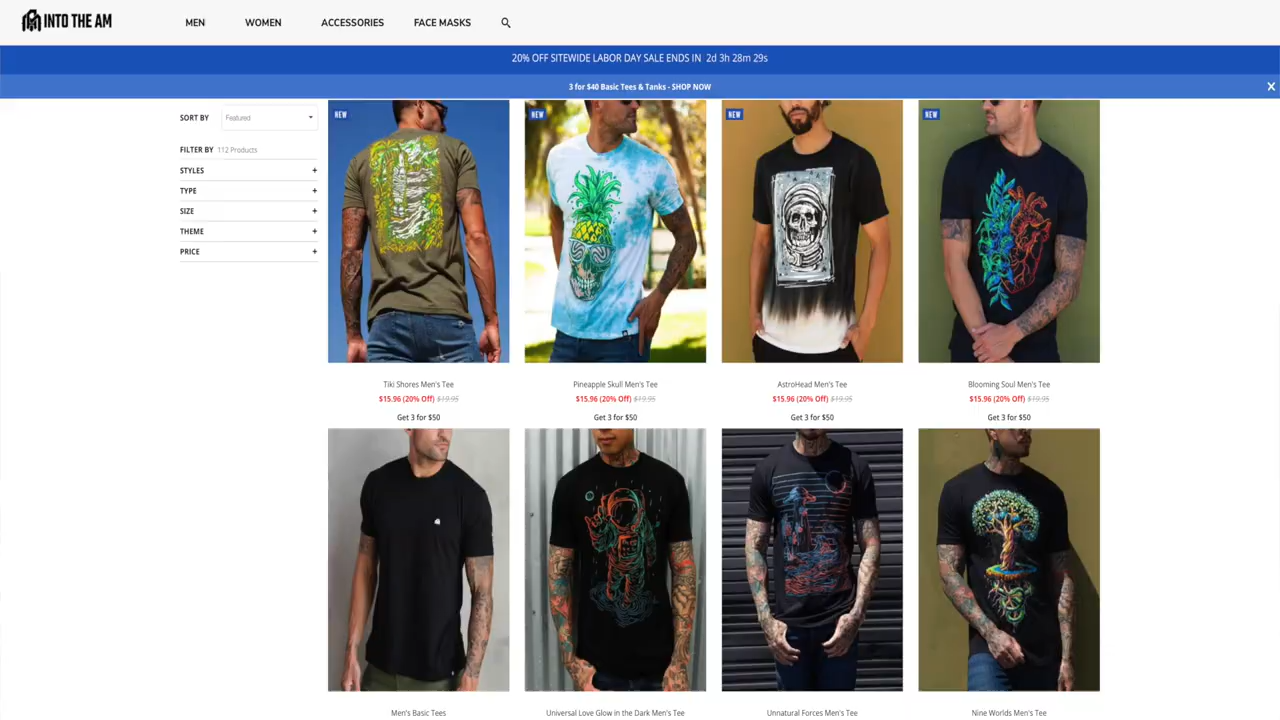 INTO THE AM
MEN
WOMEN
ACCESSORIES
FACE MASKS
20% OFF SITEWIDE LABOR DAY SALE ENDS IN 2d 3h 28m 29s
3 for $40 Basic Tees & Tanks - SHOP NOW
X
SORT BY
Featured
FILTER BY 112 Products
STYLES +
TYPE +
SIZE +
THEME +
PRICE +
NEW
NEW
NEW
NEW
Tiki Shores Men's Tee
$15.96 (20% Off) $19.95
Get 3 for $50
Pineapple Skull Men's Tee
$15.96 (20% Off) $19.95
Get 3 for $50
AstroHead Men's Tee
$15.96 (20% Off) $19.95
Get 3 for $50
Blooming Soul Men's Tee
$15.96 (20% Off) $19.95
Get 3 for $50
Men's Basic Tees
Universal Love Glow in the Dark Men's Tee
Unnatural Forces Men's Tee
Nine Worlds Men's Tee